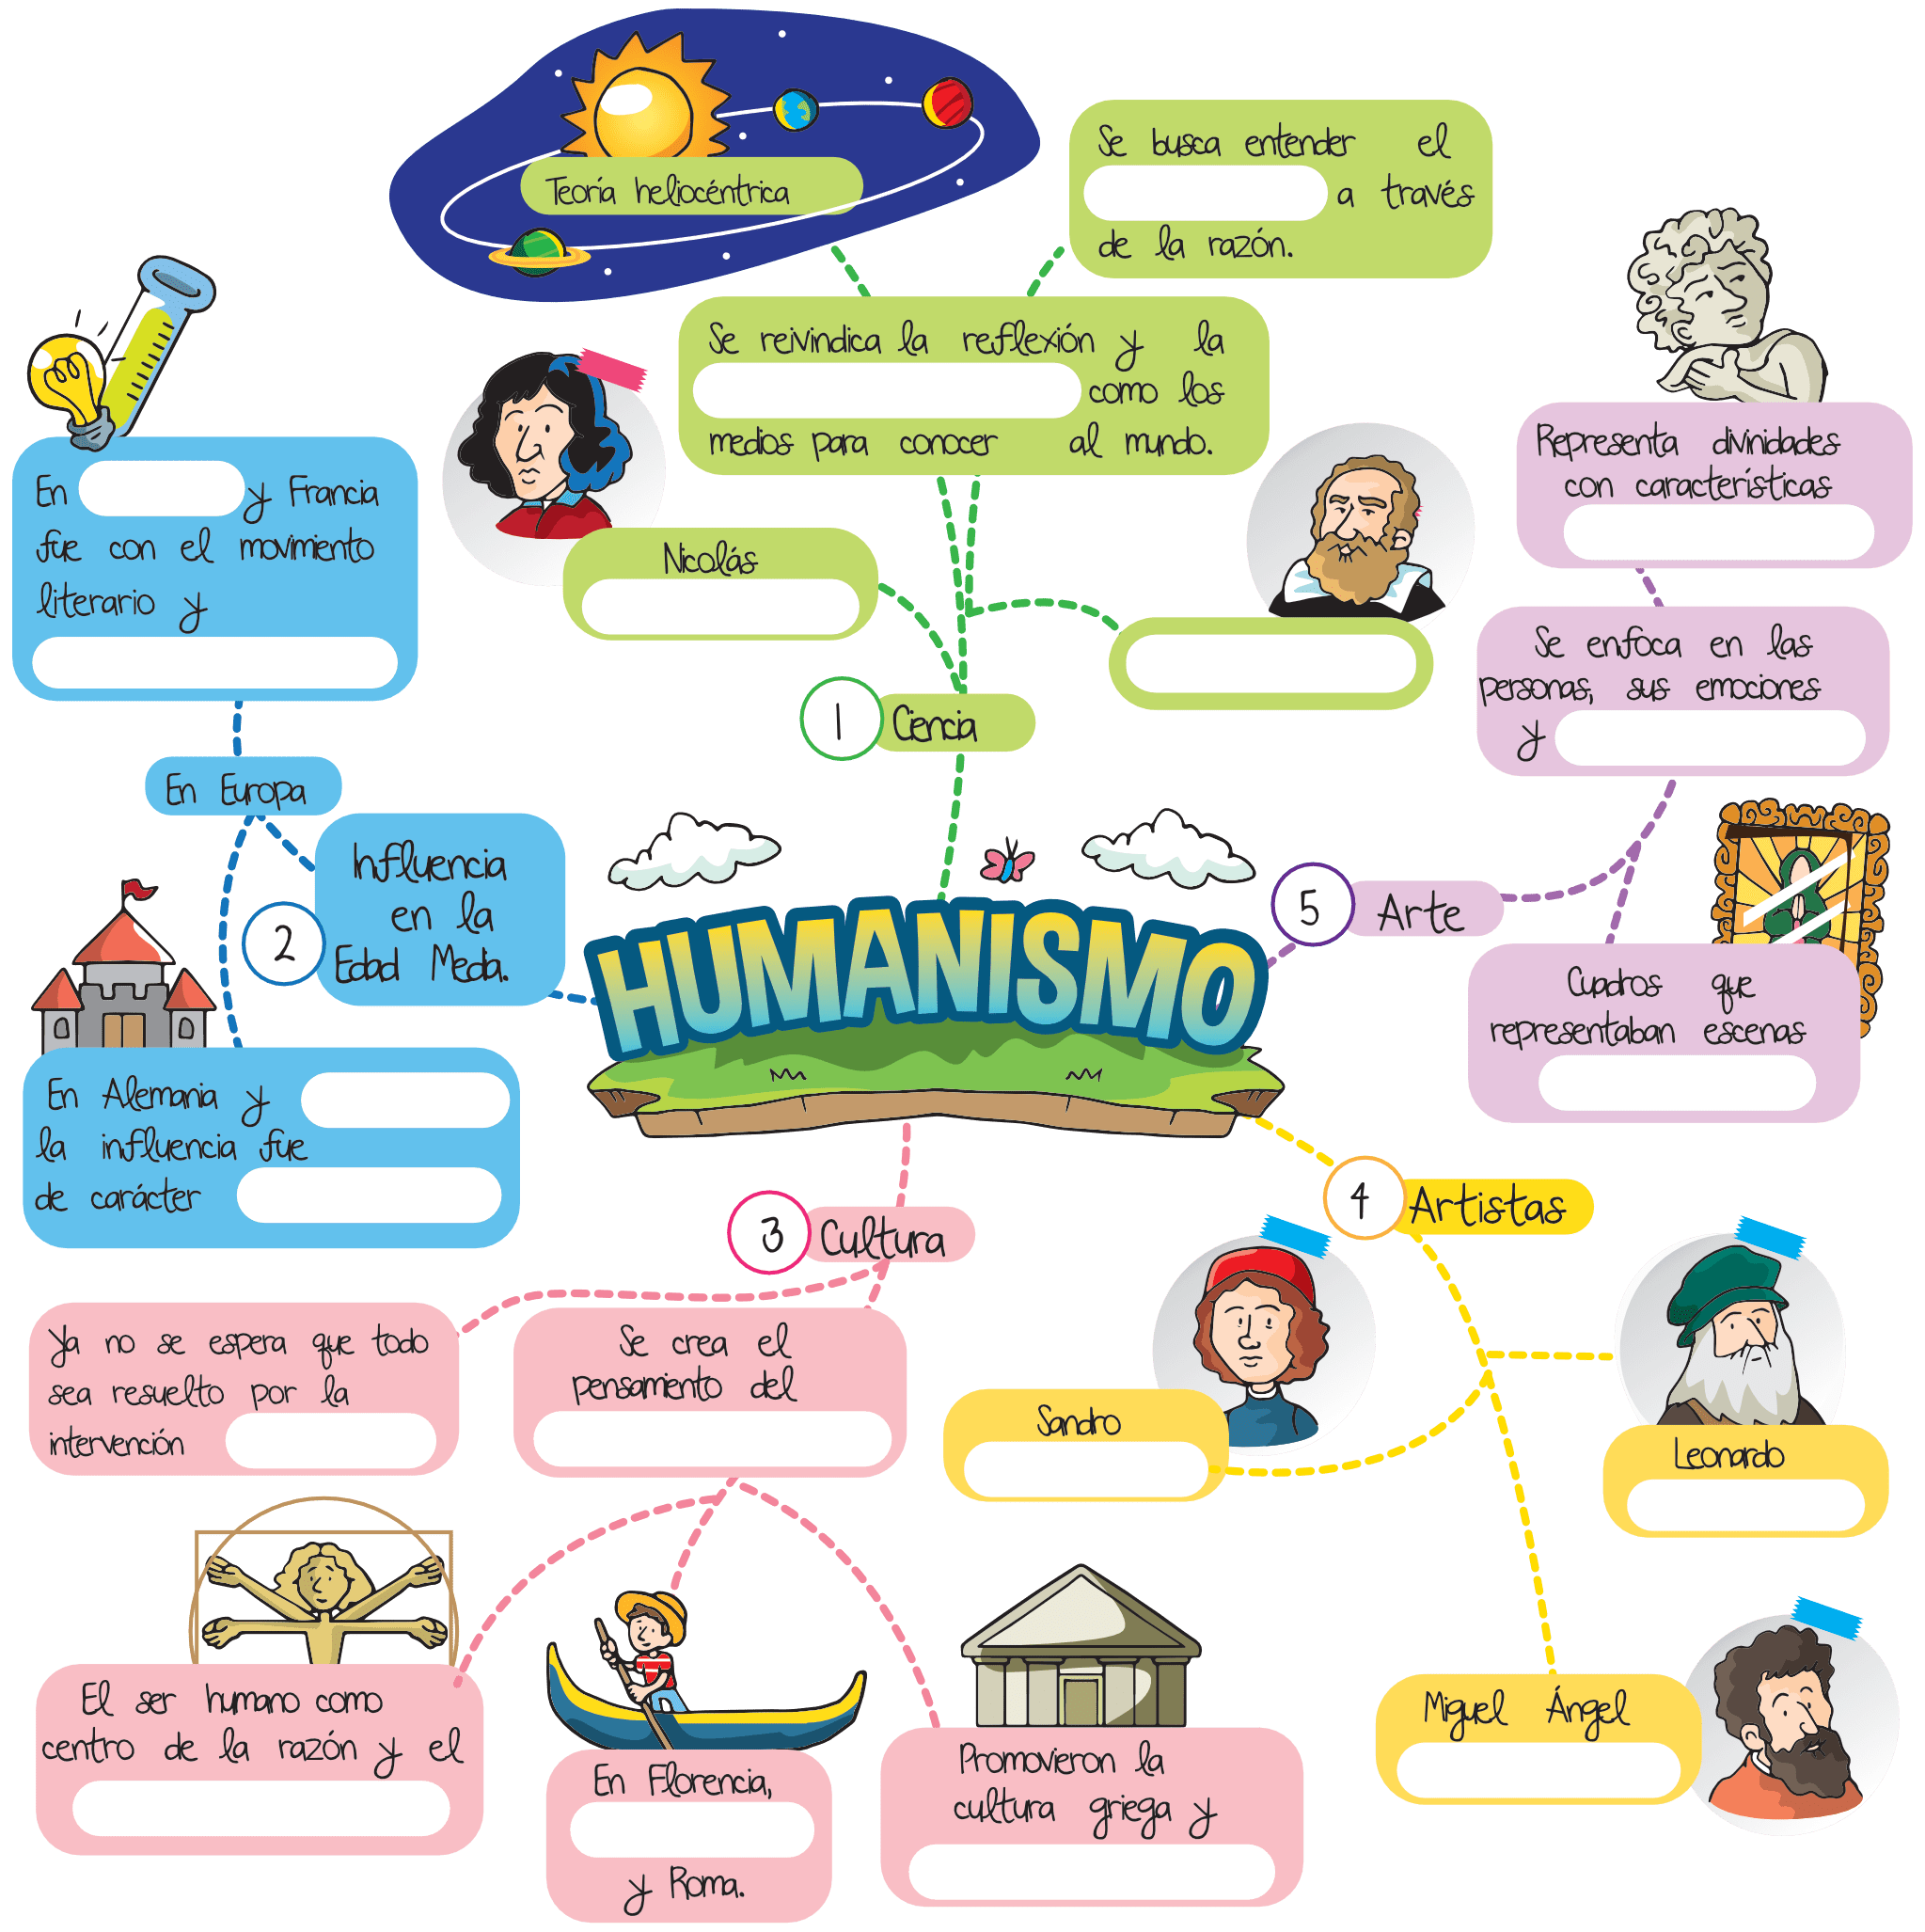 Teoría heliocéntrica
Se busca entender el
a través
de la razón.
Se reivindica la reflexión y la
como los
medios para conocer al mundo.
Nicolás
1
Ciencia
En y Francia
fue con el movimiento
literario y
En Europa
Influencia
en la
Edad Media.
2
En Alemania y
la influencia fue
de carácter
HUMANISMO
Representa divinidades
con características
Se enfoca en las
personas, sus emociones
y
5
Arte
Cuadros que
representaban escenas
3
Cultura
Ya no se espera que todo
sea resuelto por la
intervención
Se crea el
pensamiento del
El ser humano como
centro de la razón y el
En Florencia,
y Roma.
Promovieron la
cultura griega y
4
Artistas
Sandro
Leonardo
Miguel Ángel